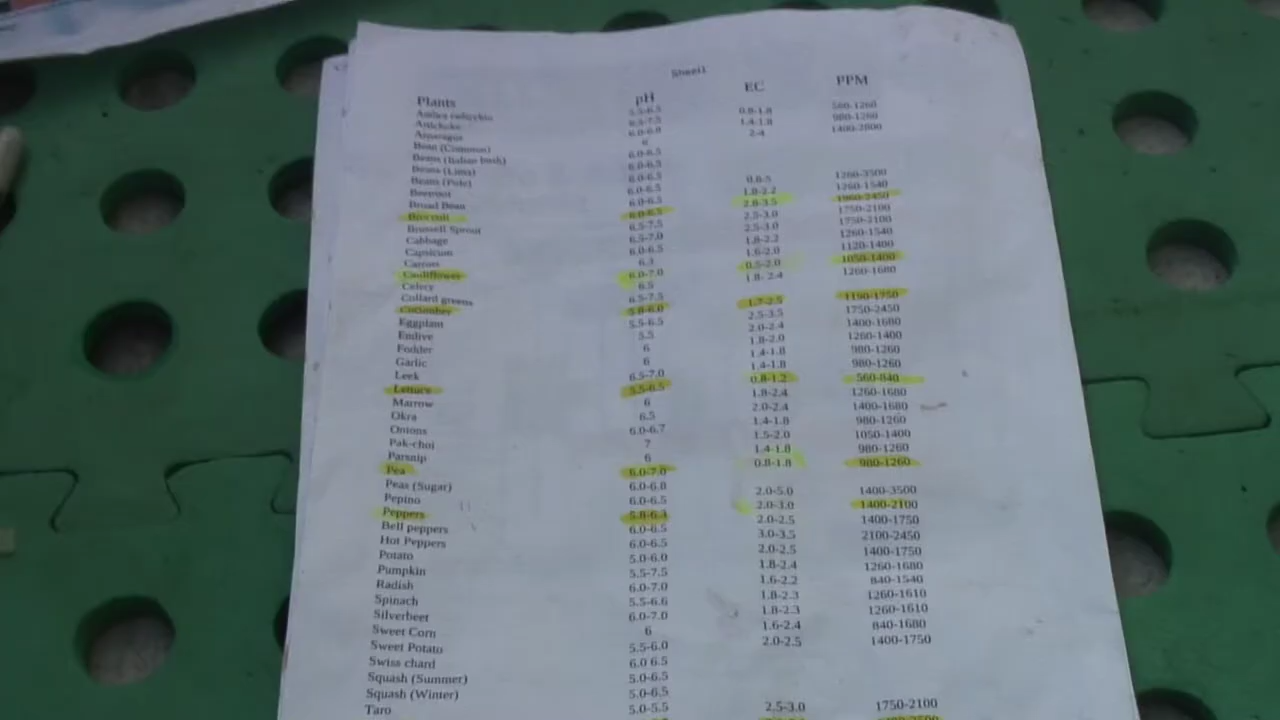 Sheet1
Plants pH EC PPM
5.5-6.5 0.8-1.8 560-1260
Artichoke 6.5-7.5 1.4-1.8 980-1260
Asparagus 6.0-6.8 2-4 1400-2800
Bean (Common) 6
Beans (Italian bush) 6.0-6.5
Beans (Lima) 6.0-6.5
Beans (Pole) 6.0-6.5 0.8-5 1260-3500
Beetroot 6.0-6.5 1.8-2.2 1260-1540
Broad Bean 6.0-6.5
Broccoli 6.0-6.5 2.8-3.5 1960-2450
Brussell Sprout 6.5-7.5 2.5-3.0 1750-2100
Cabbage 6.5-7.0 2.5-3.0 1750-2100
Capsicum 6.0-6.5 1.8-2.2 1260-1540
Carrots 6.3 1.6-2.0 1120-1400
Cauliflower 6.0-7.0 0.5-2.0 1050-1400
Celery 6.5 1.8- 2.4 1260-1680
Collard greens 6.5-7.5
Cucumber 5.8-6.0 1.7-2.5 1190-1750
Eggplant 5.5-6.5 2.5-3.5 1750-2450
Endive 5.5 2.0-2.4 1400-1680
Fodder 6 1.8-2.0 1260-1400
Garlic 6 1.4-1.8 980-1260
Leek 6.5-7.0 1.4-1.8 980-1260
Lettuce 5.5-6.5 0.8-1.2 560-840
Marrow 6 1.8-2.4 1260-1680
Okra 6.5 2.0-2.4 1400-1680
Onions 6.0-6.7 1.4-1.8 980-1260
Pak-choi 7 1.5-2.0 1050-1400
Parsnip 6 1.4-1.8
Pea 6.0-7.0 0.8-1.8 980-1260
Peas (Sugar) 6.0-6.8
Pepino 6.0-6.5 2.0-5.0 1400-3500
Peppers 5.8-6.3 2.0-3.0 1400-2100
Bell peppers 6.0-6.5 2.0-2.5 1400-1750
Hot Peppers 6.0-6.5 3.0-3.5 2100-2450
Potato 5.0-6.0 2.0-2.5 1400-1750
Pumpkin 5.5-7.5 1.8-2.4 1260-1680
Radish 6.0-7.0 1.6-2.2 840-1540
Spinach 5.5-6.6 1.8-2.3 1260-1610
Silverbeet 6.0-7.0 1.8-2.3 1260-1610
Sweet Corn 6 1.6-2.4 840-1680
Sweet Potato 5.5-6.0 2.0-2.5 1400-1750
Swiss chard 6.0 6.5
Squash (Summer) 5.0-6.5
Squash (Winter) 5.0-6.5
Taro 5.0-5.5 2.5-3.0 1750-2100